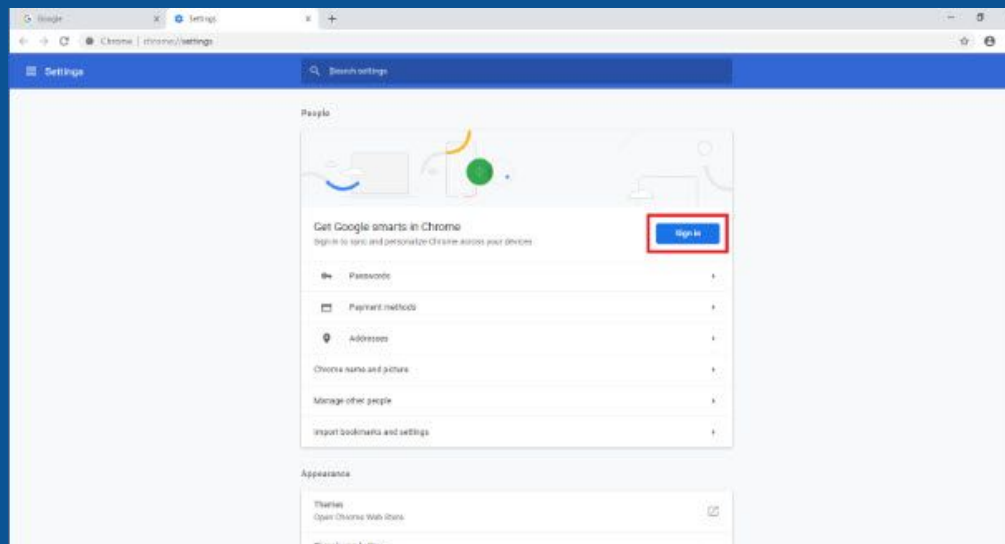 Google
Settings
Chrome | chrome://settings
Settings
Search settings
People
Get Google smarts in Chrome
Sign in to sync and personalize Chrome across your devices
Sign in
Passwords
Payment methods
Addresses
Chrome name and picture
Manage other people
Import bookmarks and settings
Appearance
Themes
Open Chrome Web Store